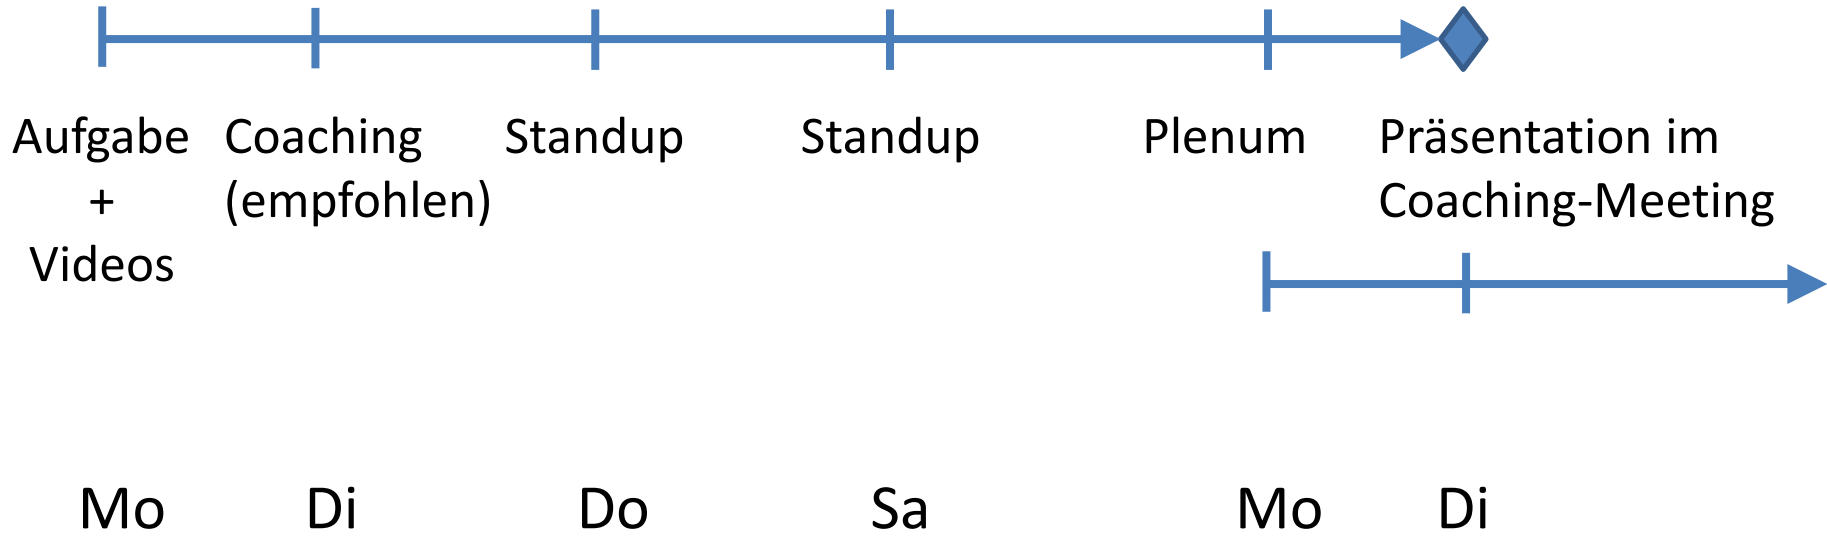 Aufgabe
+
Videos
Coaching
(empfohlen)
Standup
Standup
Plenum
Präsentation im
Coaching-Meeting
Mo
Di
Do
Sa
Mo
Di